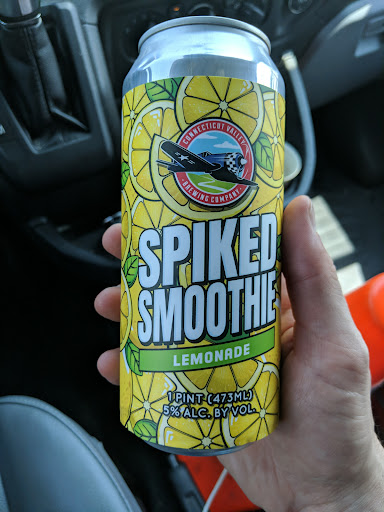 CONNECTICUT VALLEY
BREWING COMPANY
SPIKED
SMOOTHIE
LEMONADE
1 PINT (473ML)
5% ALC. BY VOL.